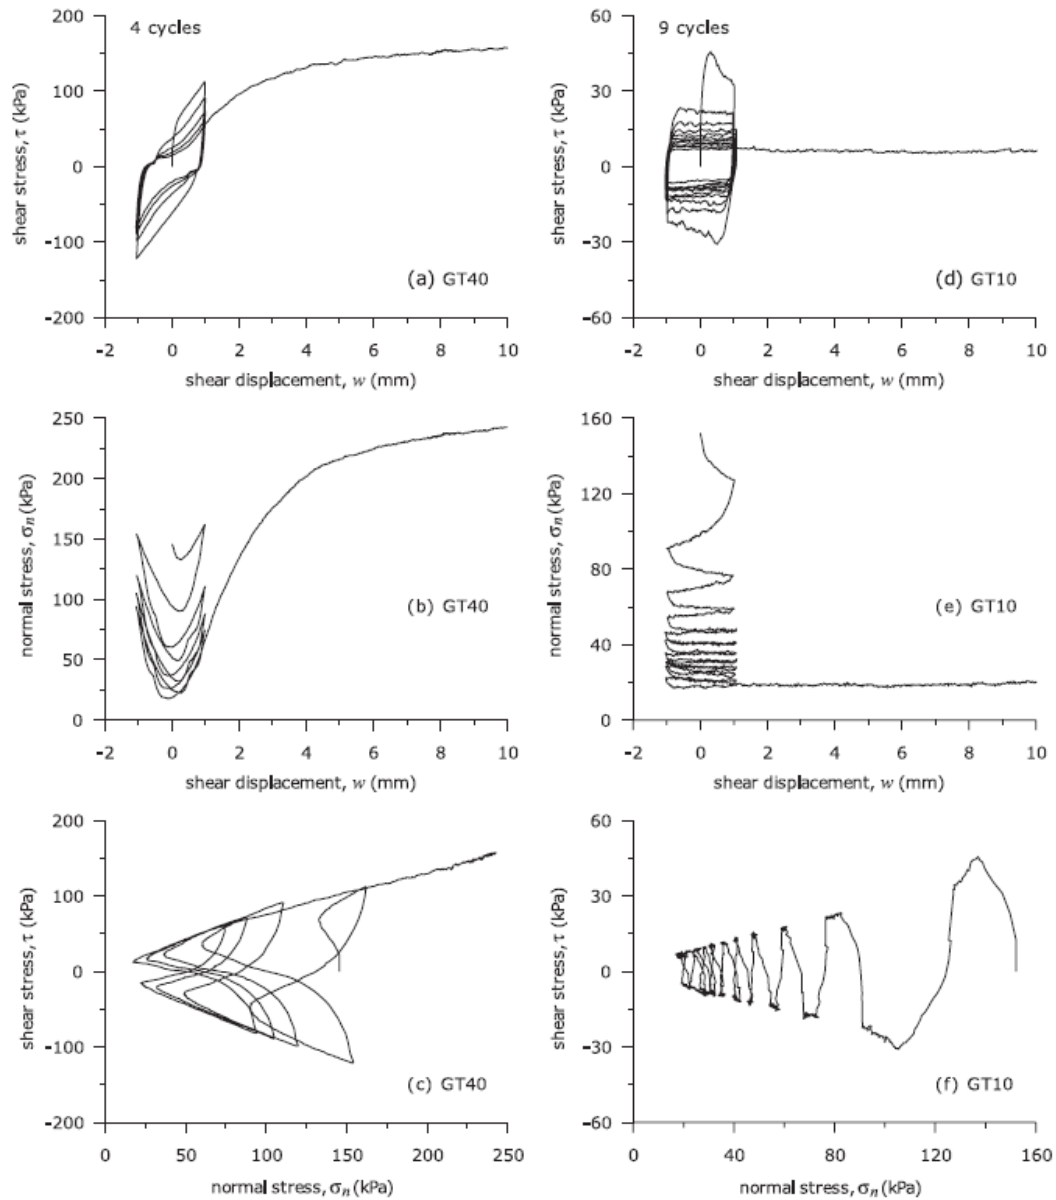 4 cycles
200
100
0
-100
-200
shear stress, τ (kPa)
(a) GT40
-2 0 2 4 6 8 10
shear displacement, w (mm)
9 cycles
60
30
0
-30
-60
shear stress, τ (kPa)
(d) GT10
-2 0 2 4 6 8 10
shear displacement, w (mm)
250
200
150
100
50
0
normal stress, σn (kPa)
(b) GT40
-2 0 2 4 6 8 10
shear displacement, w (mm)
160
120
80
40
0
normal stress, σn (kPa)
(e) GT10
-2 0 2 4 6 8 10
shear displacement, w (mm)
200
100
0
-100
-200
shear stress, τ (kPa)
(c) GT40
0 50 100 150 200 250
normal stress, σn (kPa)
60
30
0
-30
-60
shear stress, τ (kPa)
(f) GT10
0 40 80 120 160
normal stress, σn (kPa)